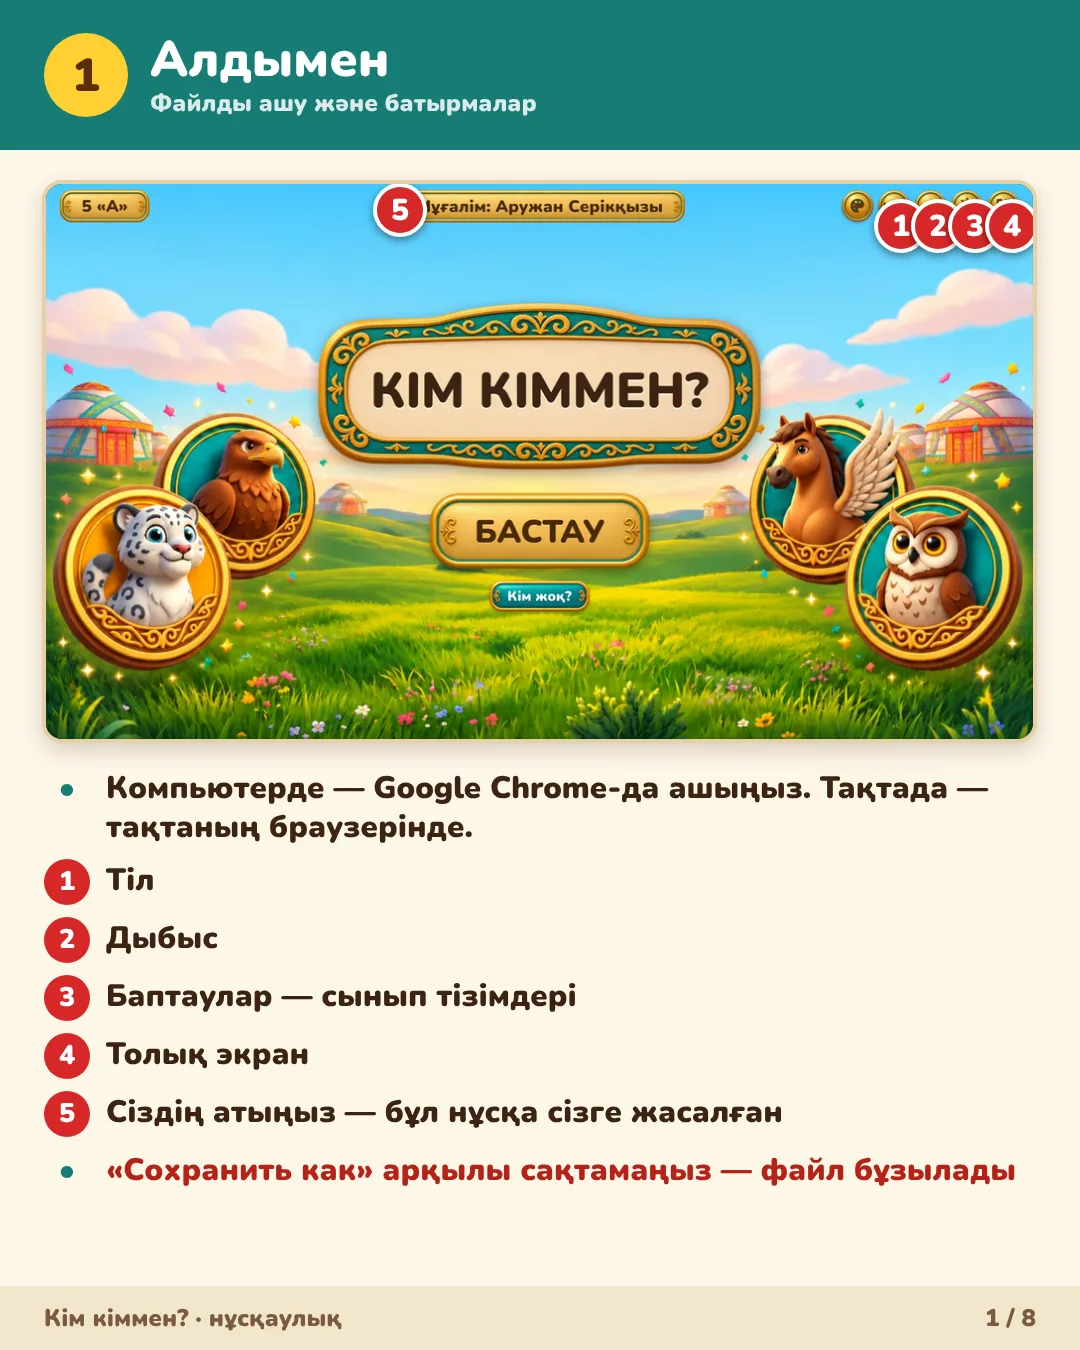 1
Алдымен
Файлды ашу және батырмалар
5 «А»
5
Мұғалім: Аружан Серікқызы
1 2 3 4
КІМ КІММЕН?
БАСТАУ
Кім жоқ?
• Компьютерде — Google Chrome-да ашыңыз. Тақтада —
тақтаның браузерінде.
1 Тіл
2 Дыбыс
3 Баптаулар — сынып тізімдері
4 Толық экран
5 Сіздің атыңыз — бұл нұсқа сізге жасалған
• «Сохранить как» арқылы сақтамаңыз — файл бұзылады
Кім кіммен? · нұсқаулық
1 / 8